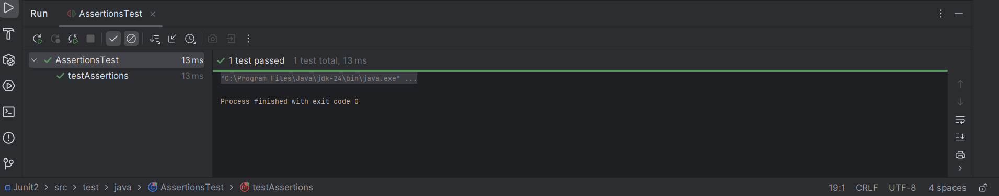 Run AssertionsTest
AssertionsTest 13 ms
testAssertions 13 ms
1 test passed 1 test total, 13 ms
"C:\Program Files\Java\jdk-24\bin\java.exe" ...
Process finished with exit code 0
Junit2 > src > test > java > AssertionsTest > testAssertions
19:1 CRLF UTF-8 4 spaces